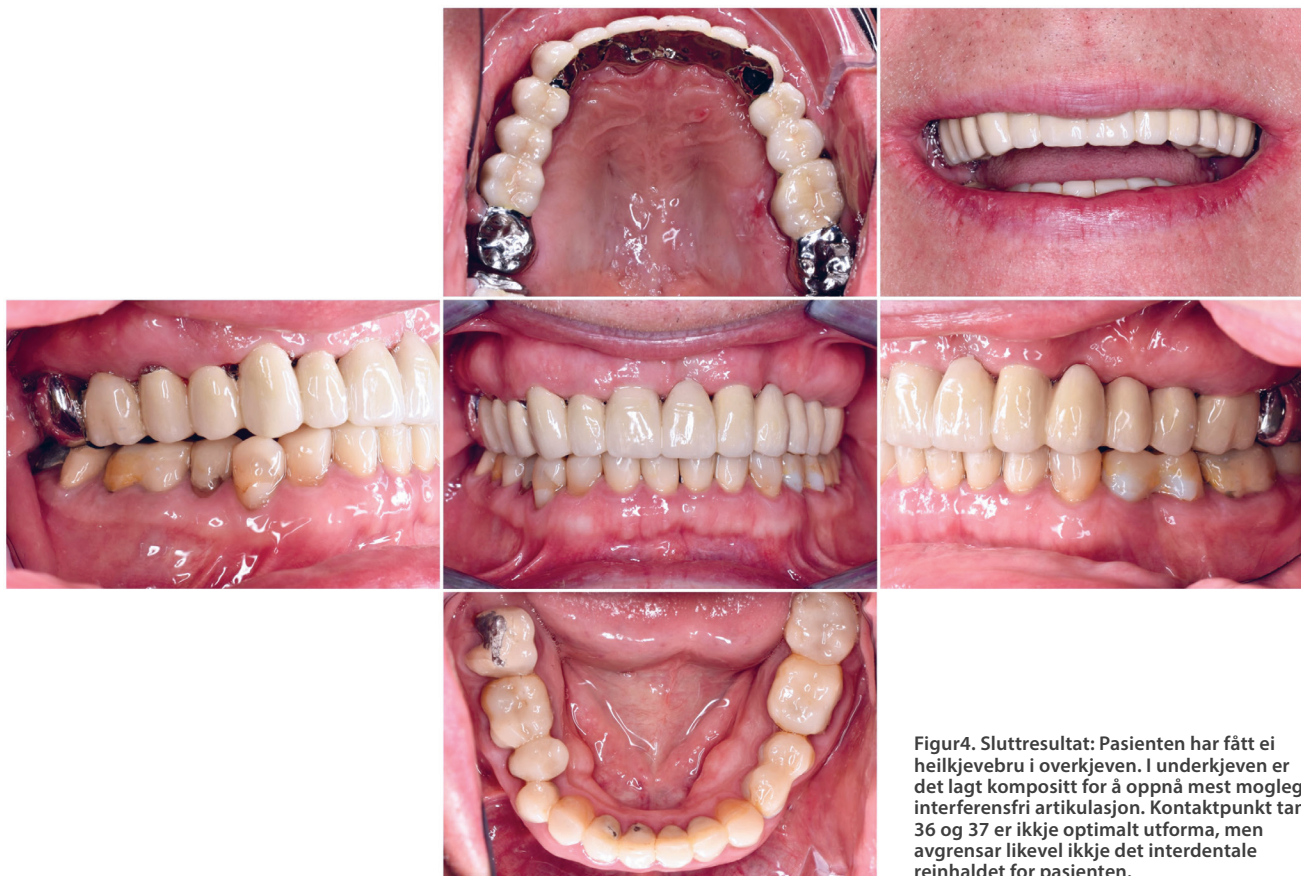 Figur4. Sluttresultat: Pasienten har fått ei
heilkjevebru i overkjeven. I underkjeven er
det lagt kompositt for å oppnå mest mogleg
interferensfri artikulasjon. Kontaktpunkt tan
36 og 37 er ikkje optimalt utforma, men
avgrensar likevel ikkje det interdentale
reinhaldet for pasienten.